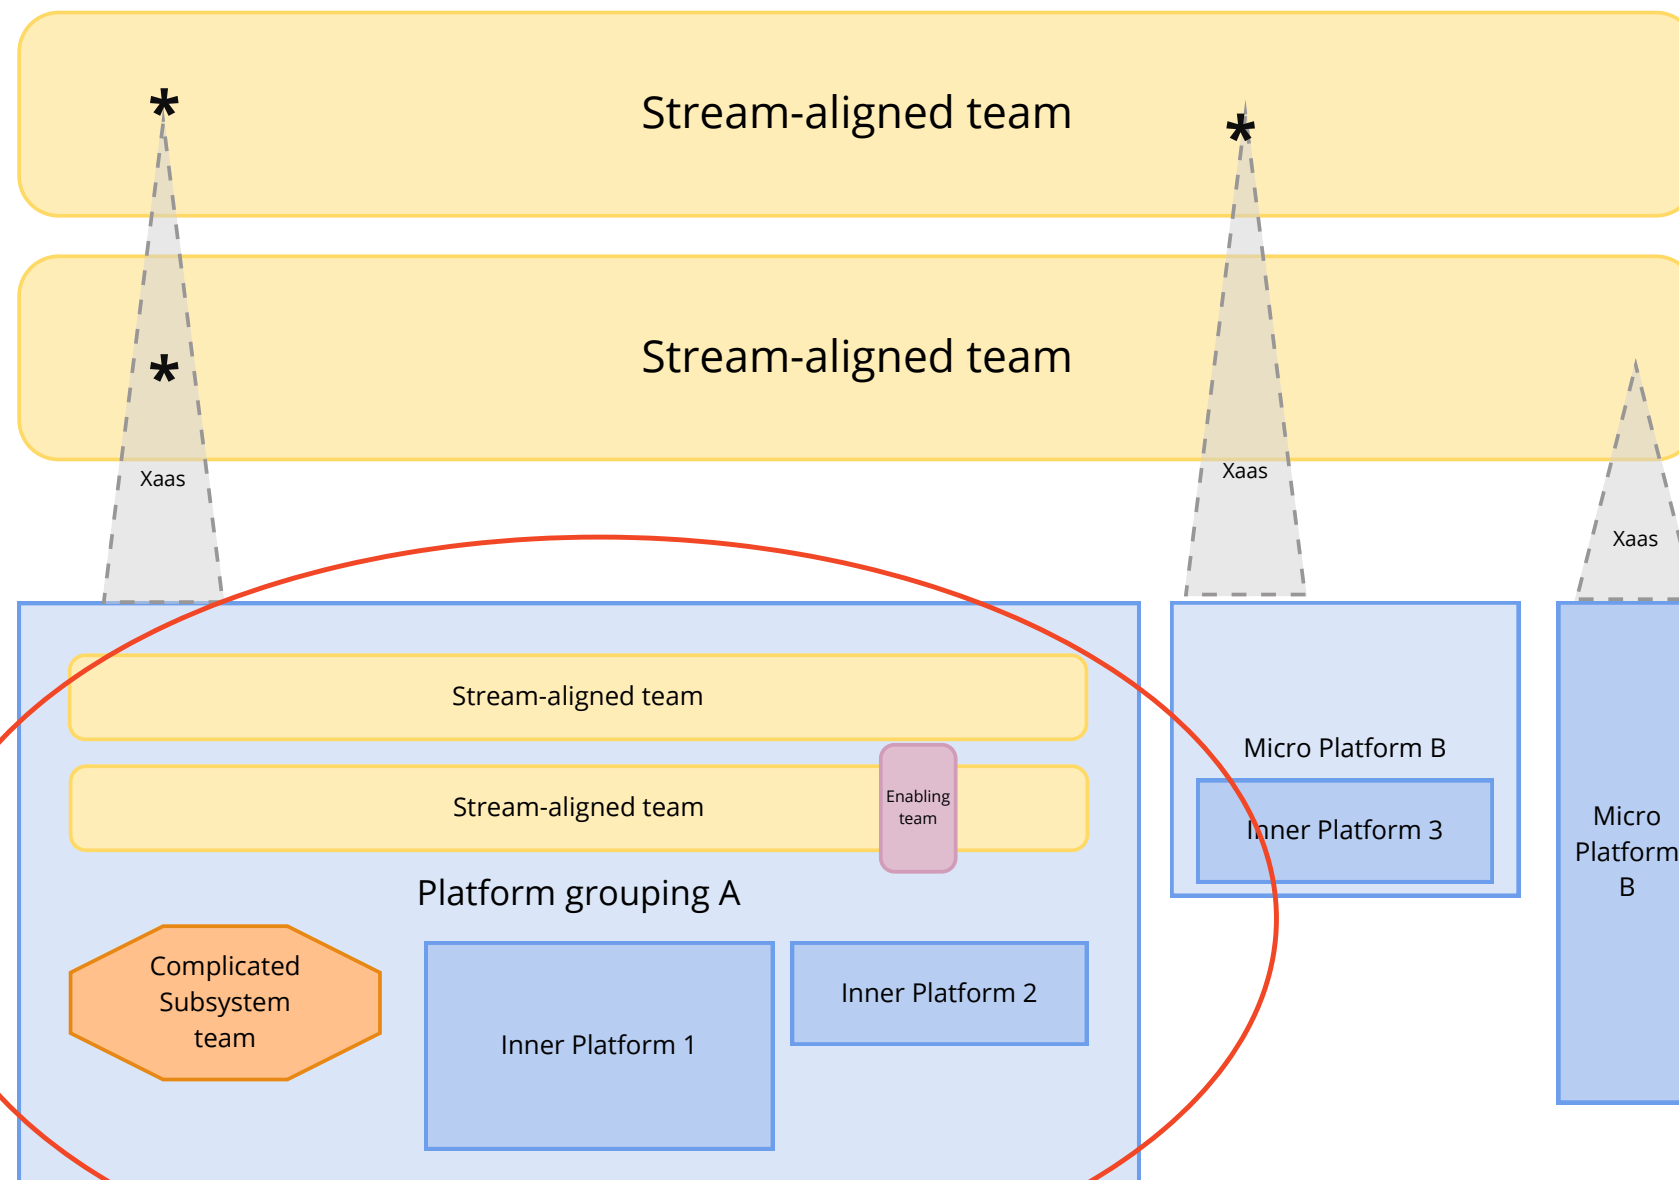 *
Stream-aligned team
*
*
Stream-aligned team
Xaas
Xaas
Xaas
Stream-aligned team
Stream-aligned team
Enabling
team
Platform grouping A
Complicated
Subsystem
team
Inner Platform 1
Inner Platform 2
Micro Platform B
Inner Platform 3
Micro
Platform
B